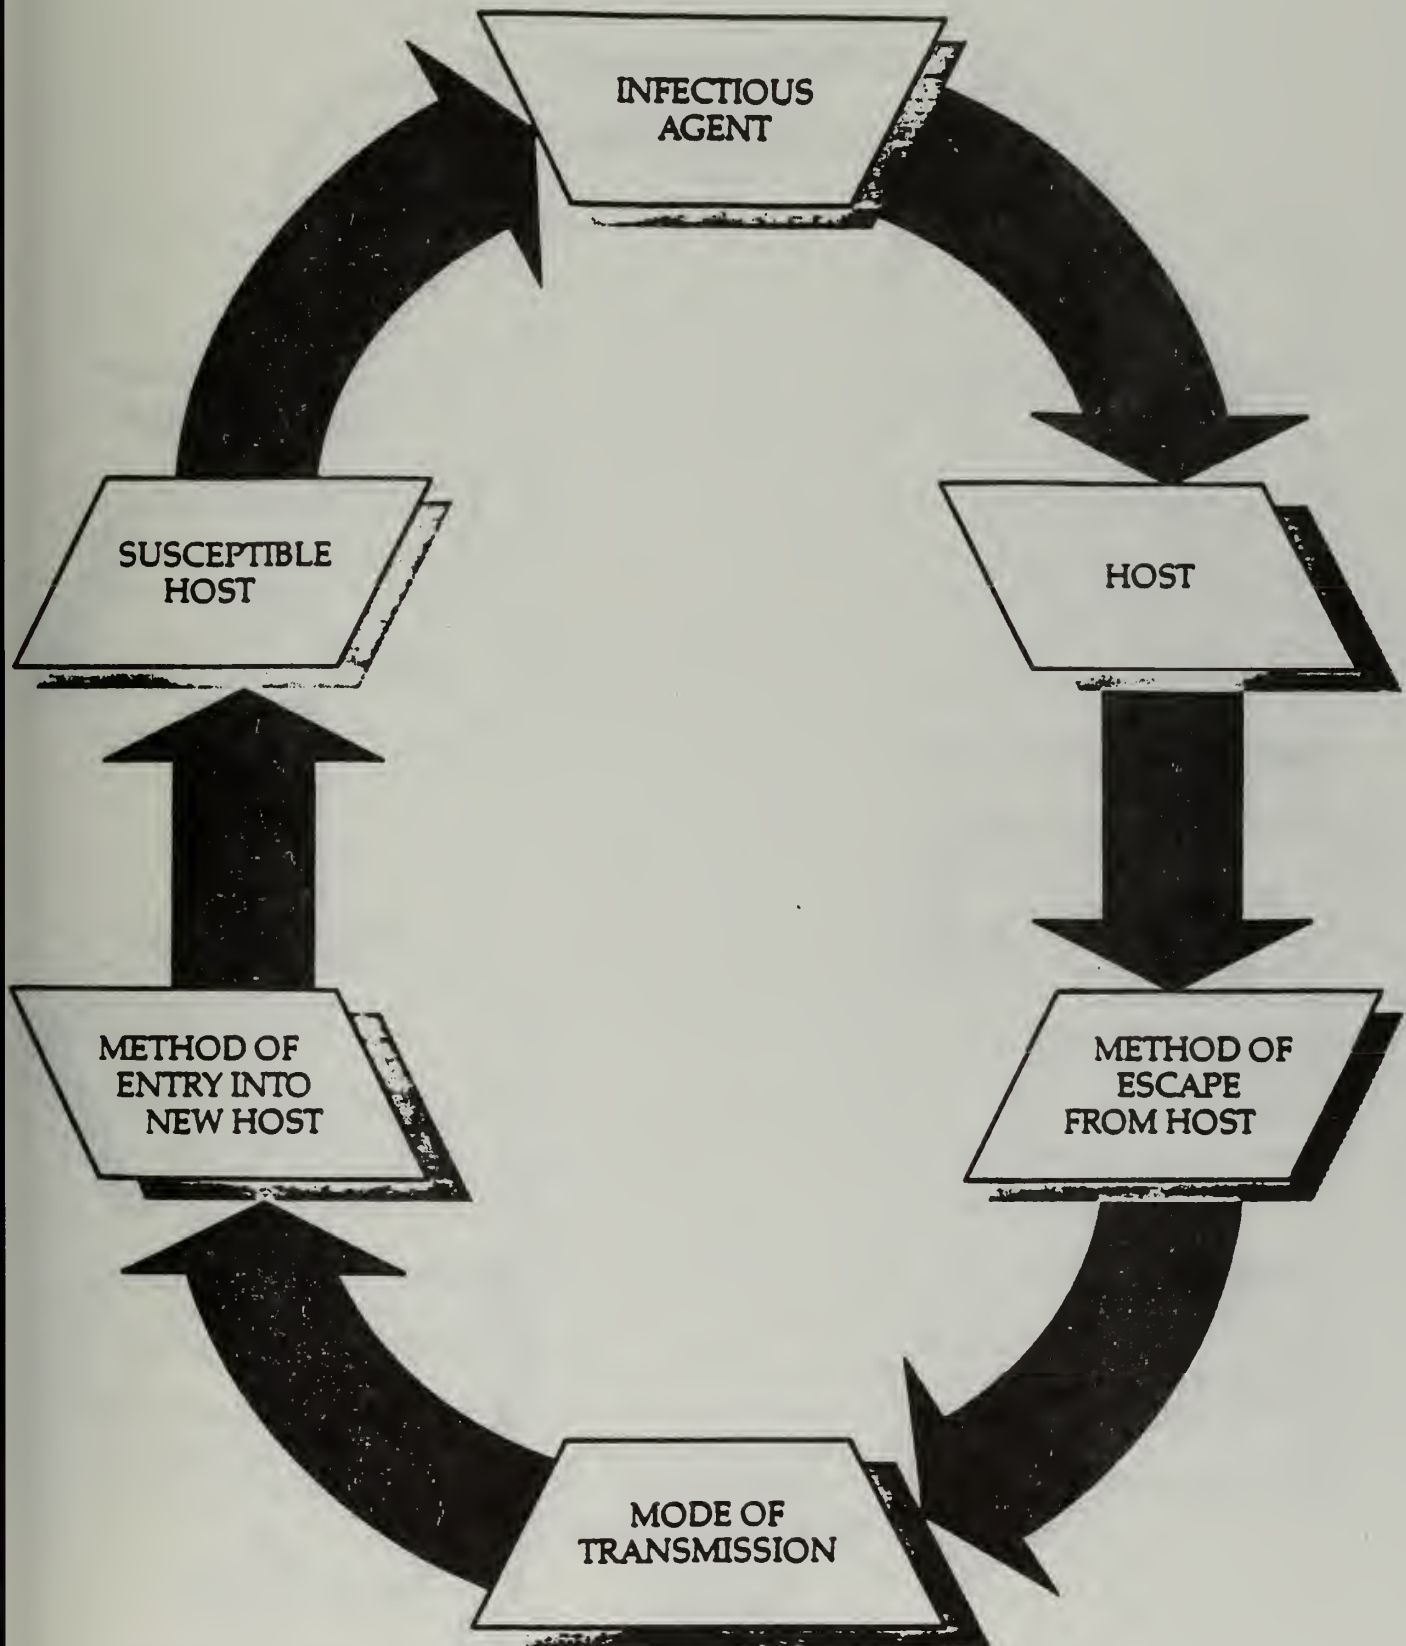 INFECTIOUS
AGENT
HOST
METHOD OF
ESCAPE
FROM HOST
MODE OF
TRANSMISSION
METHOD OF
ENTRY INTO
NEW HOST
SUSCEPTIBLE
HOST